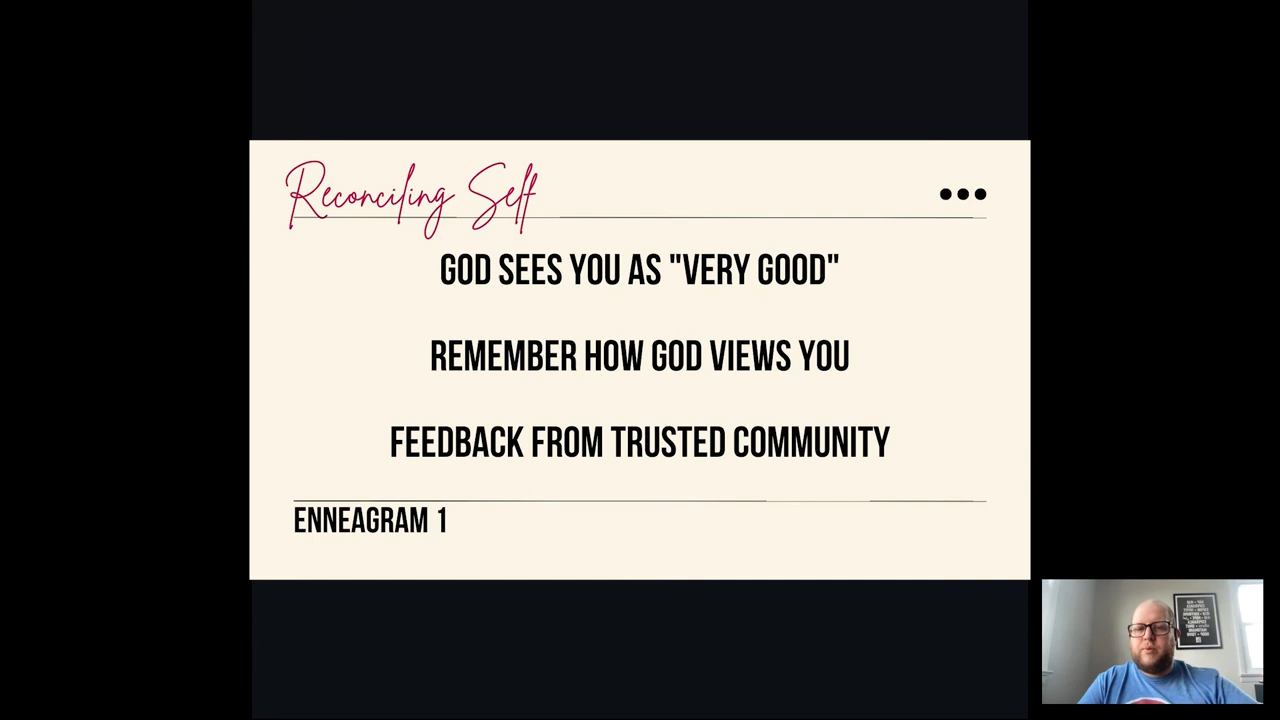 Reconciling Self
GOD SEES YOU AS "VERY GOOD"
REMEMBER HOW GOD VIEWS YOU
FEEDBACK FROM TRUSTED COMMUNITY
ENNEAGRAM 1